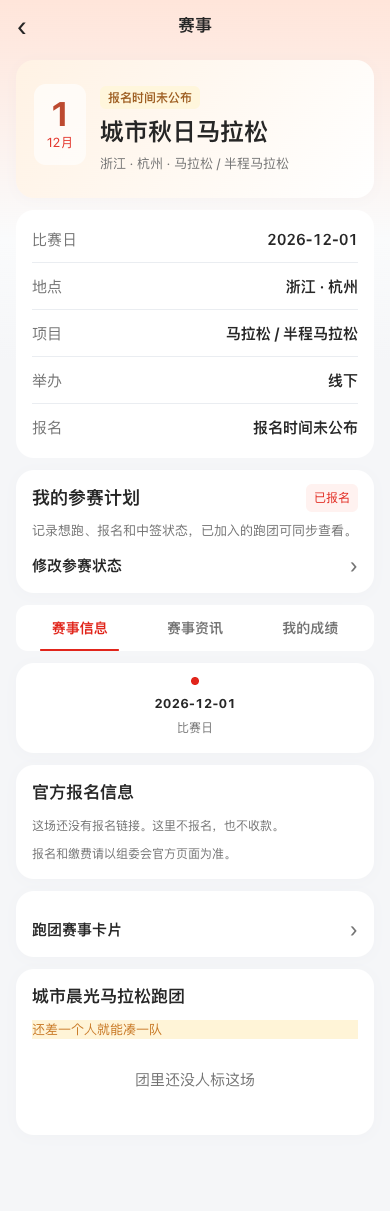 赛事
1
12月
报名时间未公布
城市秋日马拉松
浙江 · 杭州 · 马拉松 / 半程马拉松
比赛日 2026-12-01
地点 浙江 · 杭州
项目 马拉松 / 半程马拉松
举办 线下
报名 报名时间未公布
我的参赛计划 已报名
记录想跑、报名和中签状态，已加入的跑团可同步查看。
修改参赛状态
赛事信息 赛事资讯 我的成绩
2026-12-01
比赛日
官方报名信息
这场还没有报名链接。这里不报名，也不收款。
报名和缴费请以组委会官方页面为准。
跑团赛事卡片
城市晨光马拉松跑团
还差一个人就能凑一队
团里还没人标这场